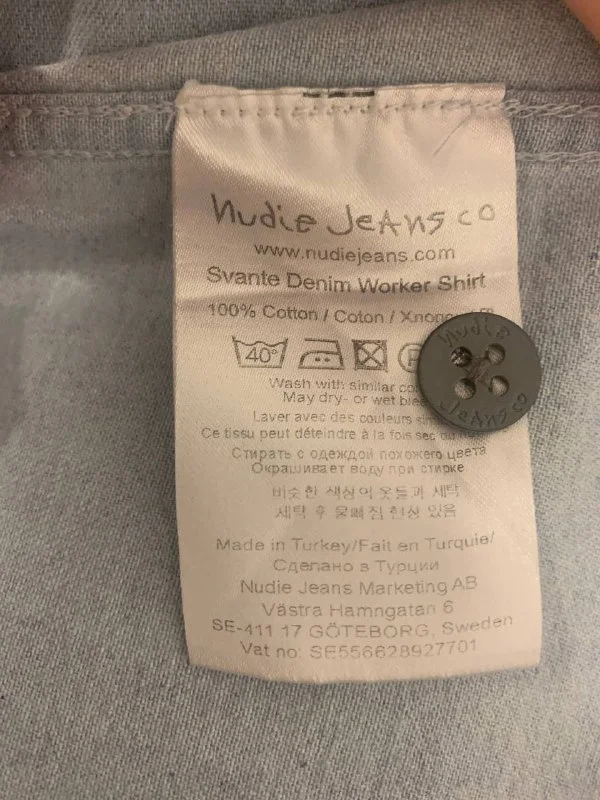 Nudie Jeans co
www.nudiejeans.com
Svante Denim Worker Shirt
100% Cotton / Coton /
40°
Wash with similar
May dry- or wet
Laver avec des couleurs
Ce tissu peut déteindre à la fois sec
Стирать с одеждой похожего цвета
Окрашивает воду при стирке
비슷한 색상이 옷들과 세탁
세탁 후 물빠짐 현상 있음
Made in Turkey/Fait en Turquie/
Сделано в Турции
Nudie Jeans Marketing AB
Västra Hamngatan 6
SE-411 17 GÖTEBORG, Sweden
Vat no: SE556628927701
Nudie
Jeans co